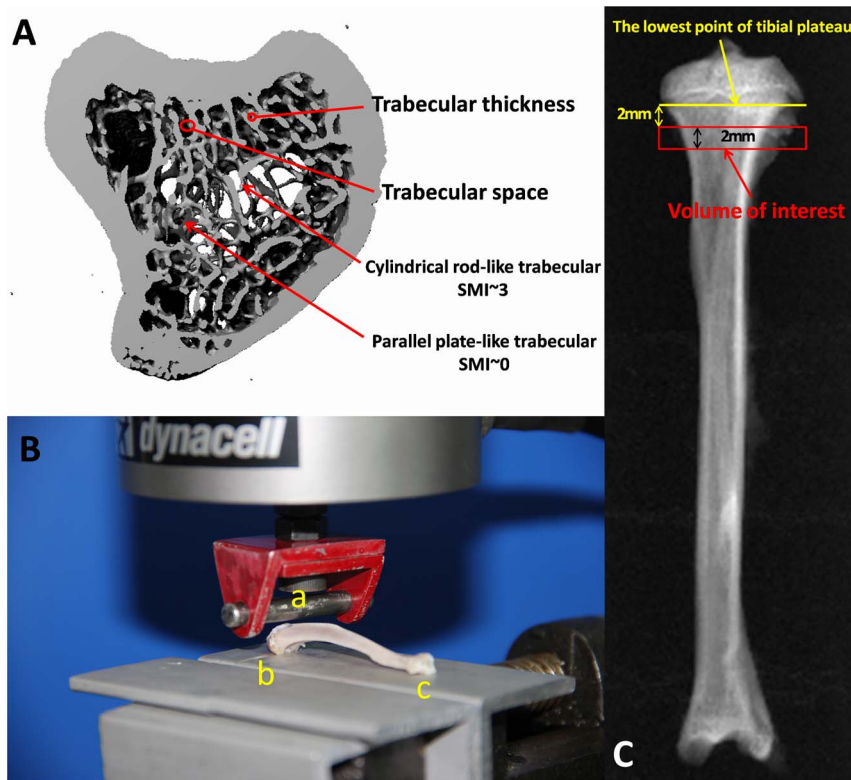 A
Trabecular thickness
Trabecular space
Cylindrical rod-like trabecular
SMI~3
Parallel plate-like trabecular
SMI~0
B
dynacell
a
b
c
The lowest point of tibial plateau
2mm
2mm
Volume of interest
C